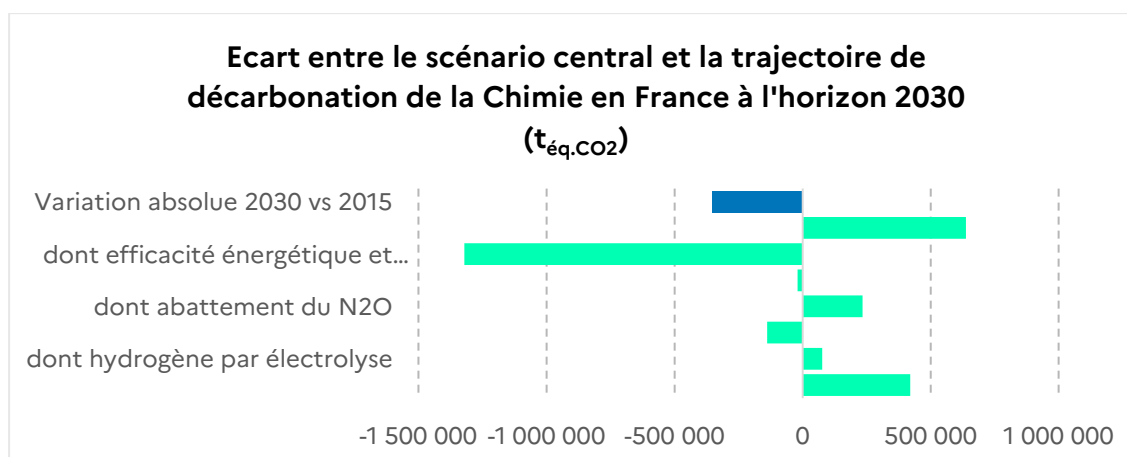 Ecart entre le scénario central et la trajectoire de
décarbonation de la Chimie en France à l'horizon 2030
(téq.CO2)
Variation absolue 2030 vs 2015
dont efficacité énergétique et...
dont abattement du N2O
dont hydrogène par électrolyse
-1 500 000 -1 000 000 -500 000 0 500 000 1 000 000